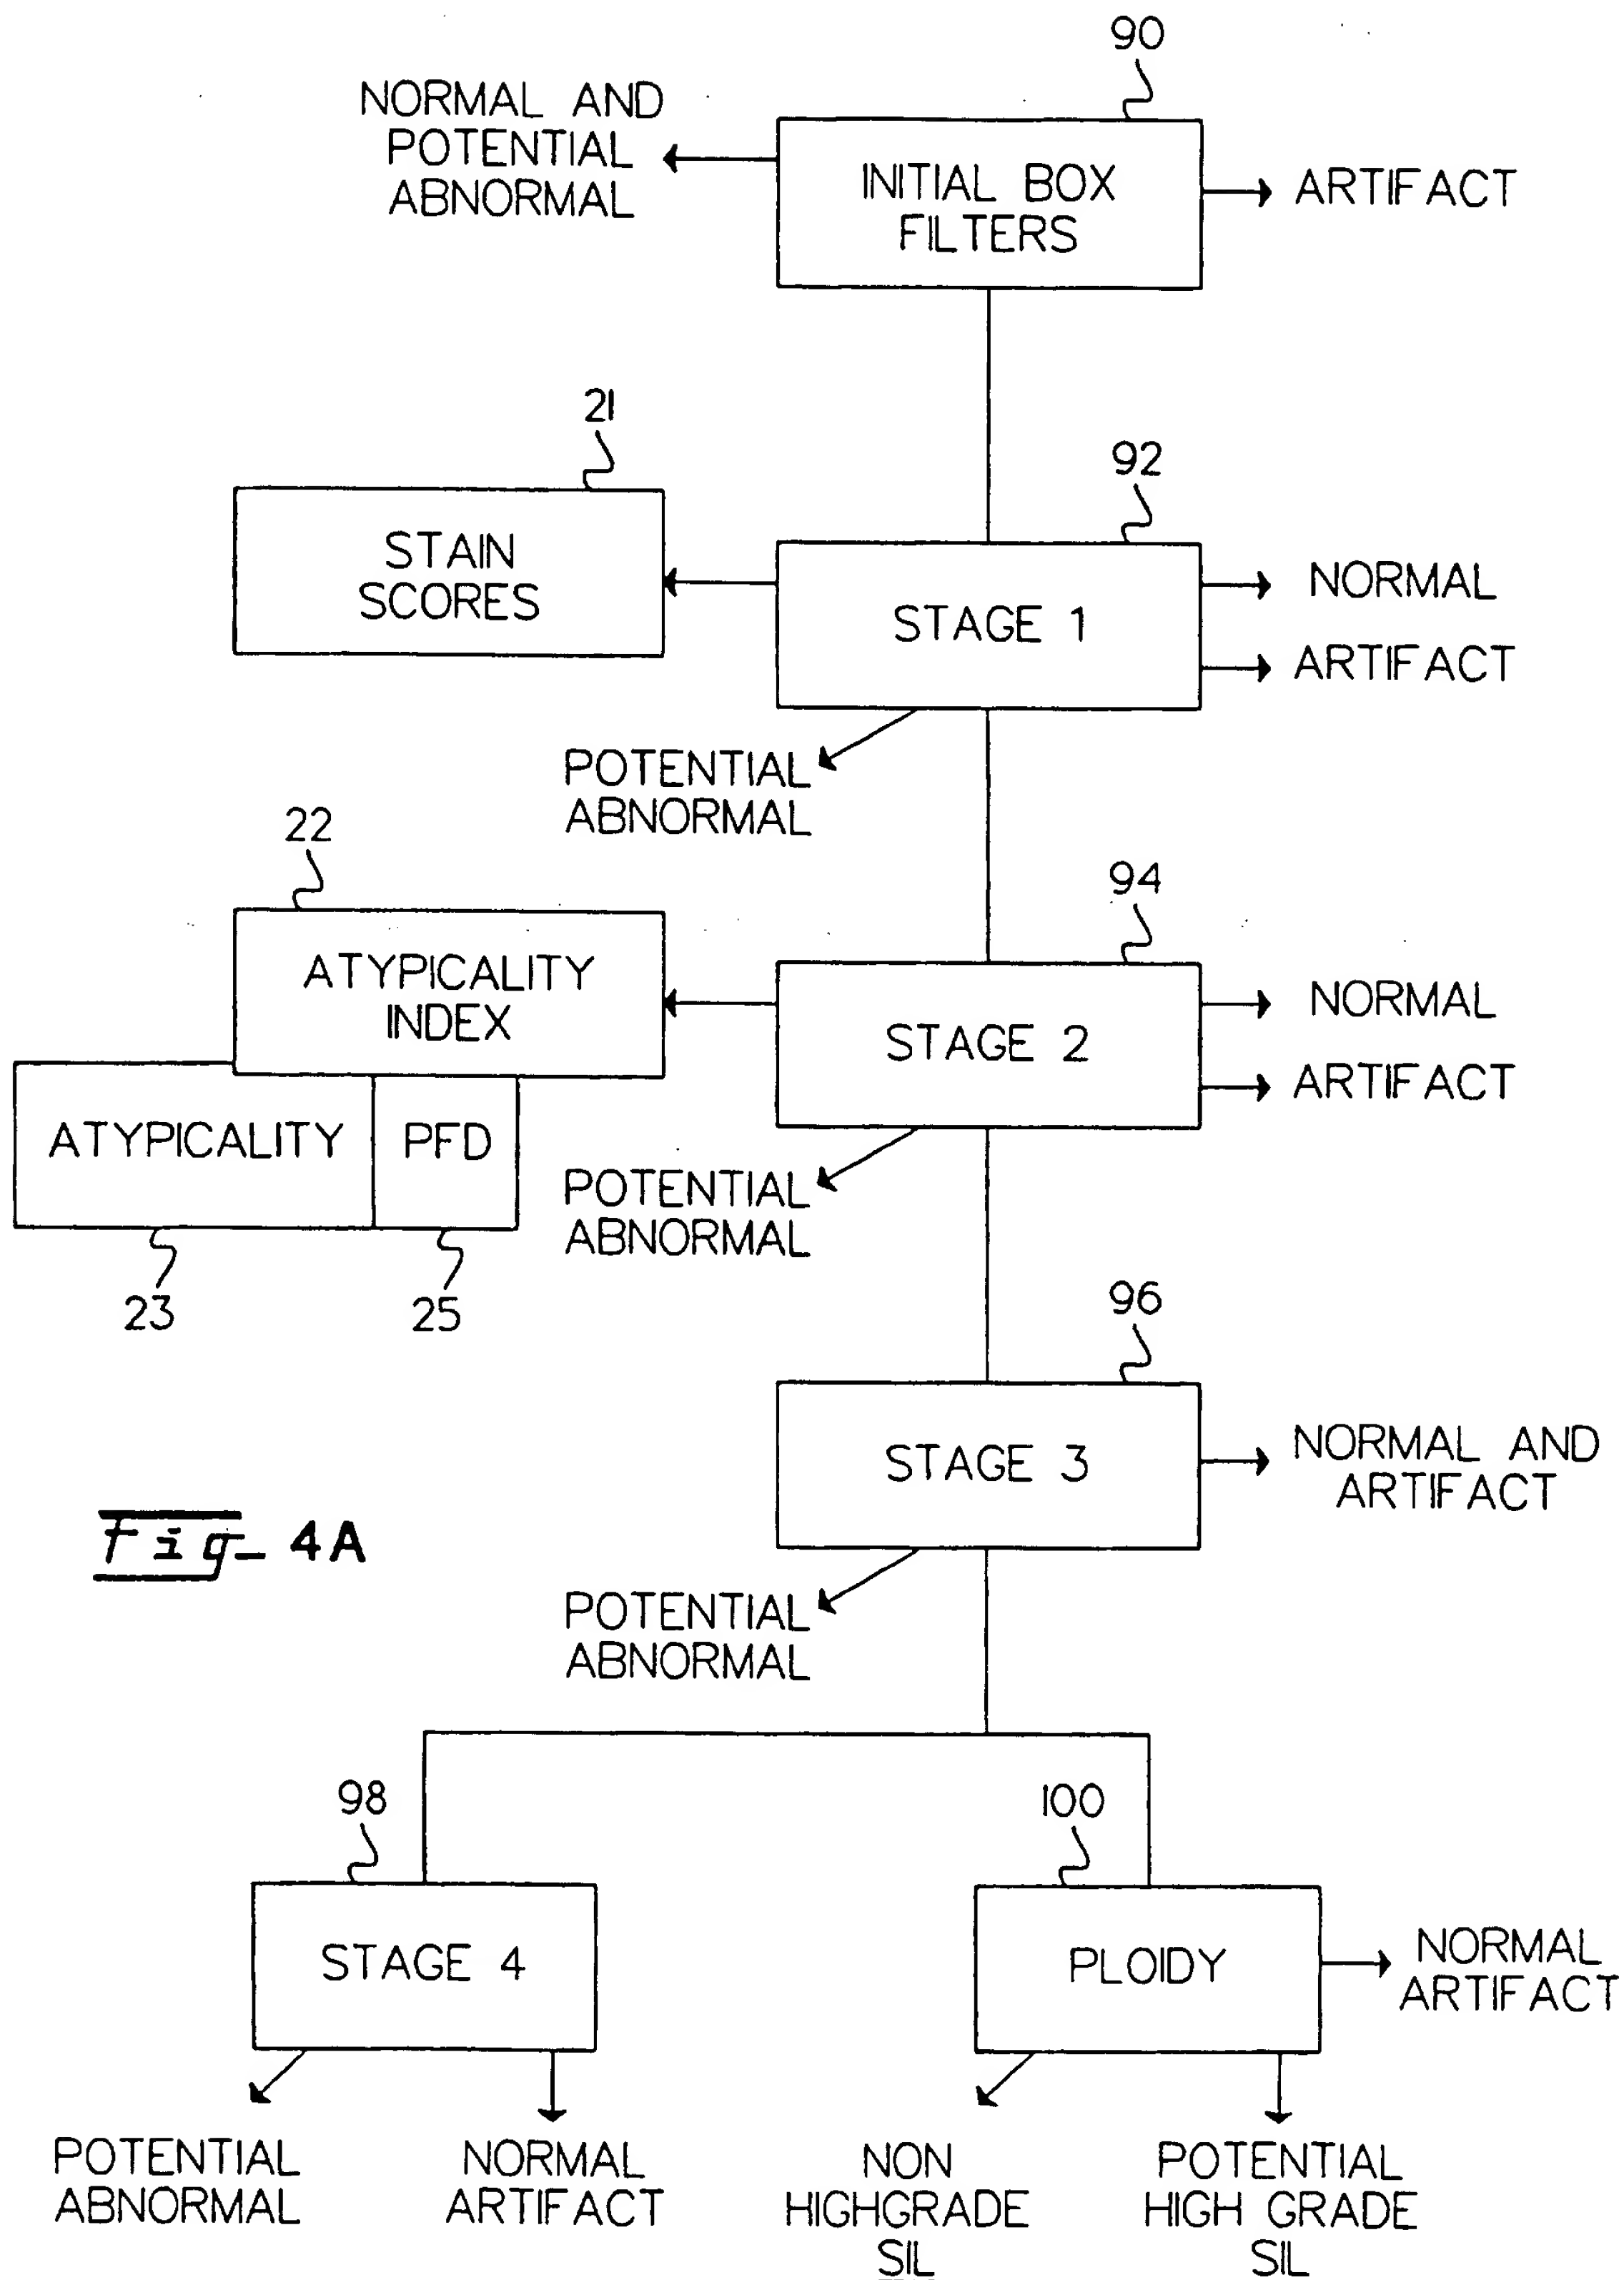 90
NORMAL AND
POTENTIAL
ABNORMAL
INITIAL BOX
FILTERS
ARTIFACT
21
92
STAIN
SCORES
STAGE 1
NORMAL
ARTIFACT
POTENTIAL
ABNORMAL
22
94
ATYPICALITY
INDEX
STAGE 2
NORMAL
ARTIFACT
ATYPICALITY
PFD
POTENTIAL
ABNORMAL
23
25
96
STAGE 3
NORMAL AND
ARTIFACT
Fig- 4A
POTENTIAL
ABNORMAL
98
100
STAGE 4
PLOIDY
NORMAL
ARTIFACT
POTENTIAL
ABNORMAL
NORMAL
ARTIFACT
NON
HIGHGRADE
SIL
POTENTIAL
HIGH GRADE
SIL